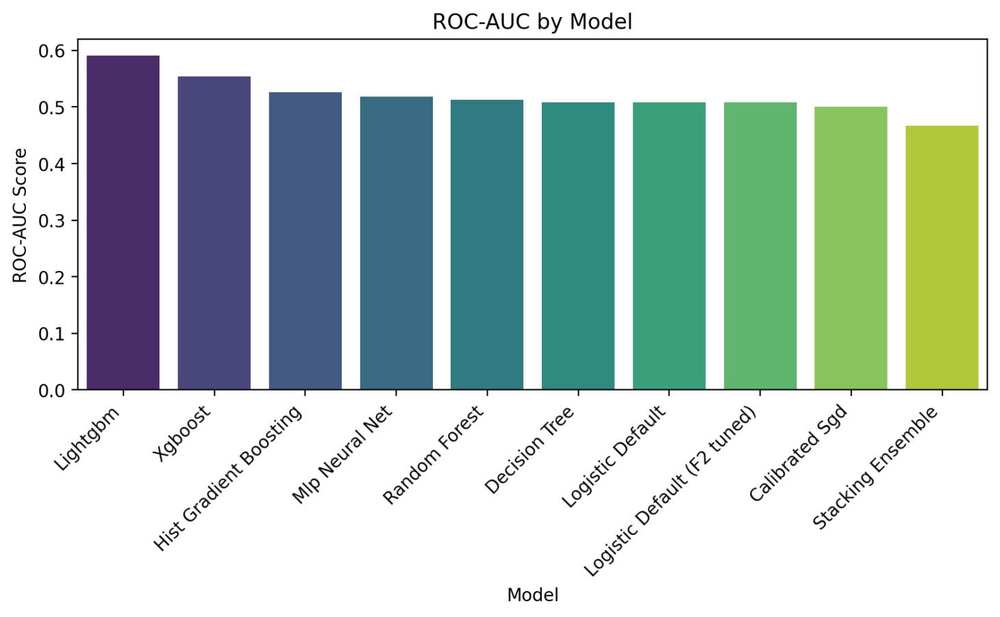 ROC-AUC by Model
ROC-AUC Score
0.6
0.5
0.4
0.3
0.2
0.1
0.0
Lightgbm
Xgboost
Hist Gradient Boosting
Mlp Neural Net
Random Forest
Decision Tree
Logistic Default
Logistic Default (F2 tuned)
Calibrated Sgd
Stacking Ensemble
Model